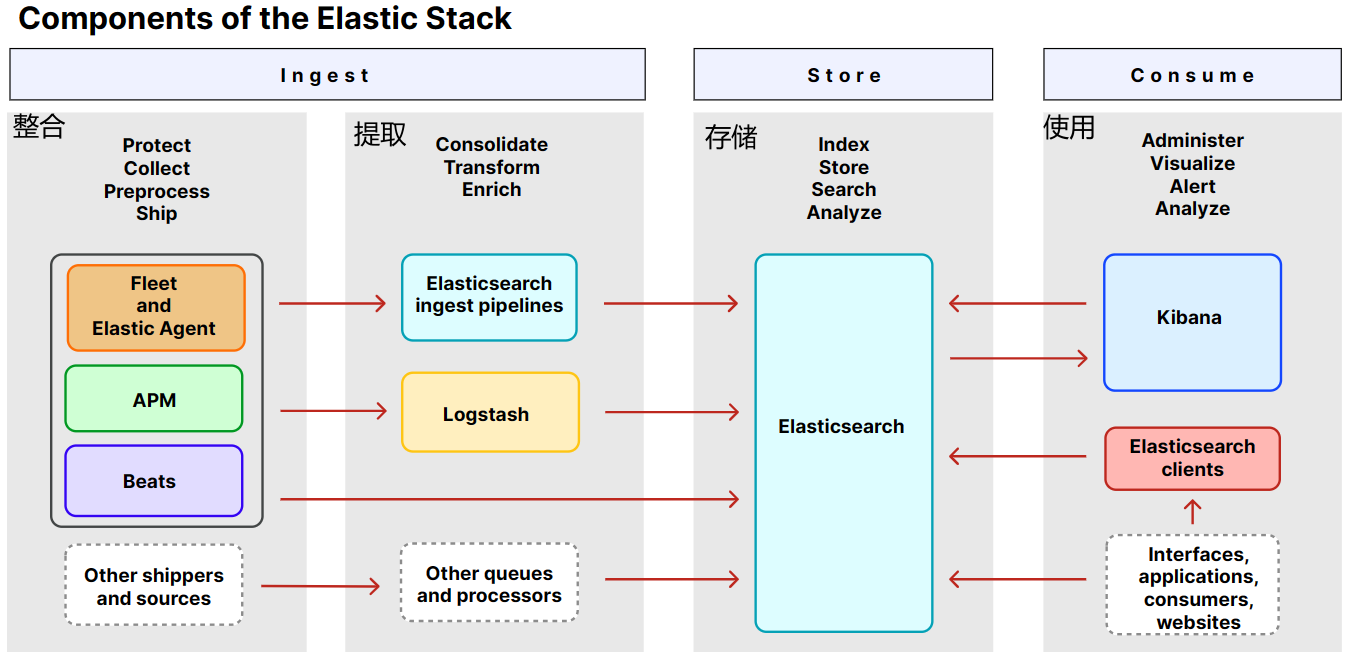 Components of the Elastic Stack
Ingest
Store
Consume
整合
Protect
Collect
Preprocess
Ship
提取
Consolidate
Transform
Enrich
存储
Index
Store
Search
Analyze
使用
Administer
Visualize
Alert
Analyze
Fleet
and
Elastic Agent
APM
Beats
Other shippers
and sources
Elasticsearch
ingest pipelines
Logstash
Other queues
and processors
Elasticsearch
Kibana
Elasticsearch
clients
Interfaces,
applications,
consumers,
websites